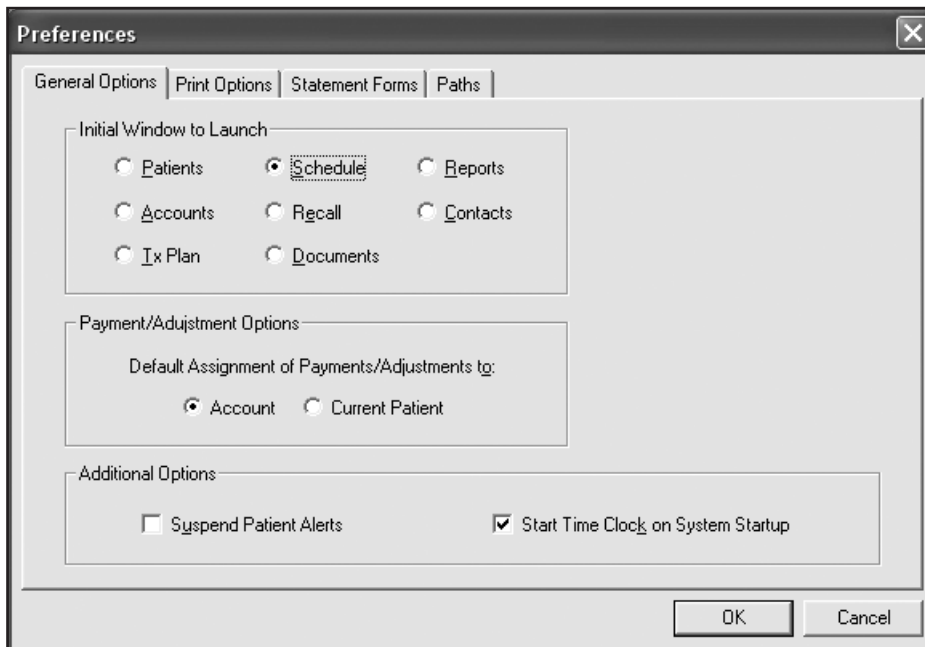 Preferences
General Options Print Options Statement Forms Paths
Initial Window to Launch
Patients Schedule Reports
Accounts Recall Contacts
Tx Plan Documents
Payment/Adujstment Options
Default Assignment of Payments/Adjustments to:
Account Current Patient
Additional Options
Suspend Patient Alerts Start Time Clock on System Startup
OK Cancel